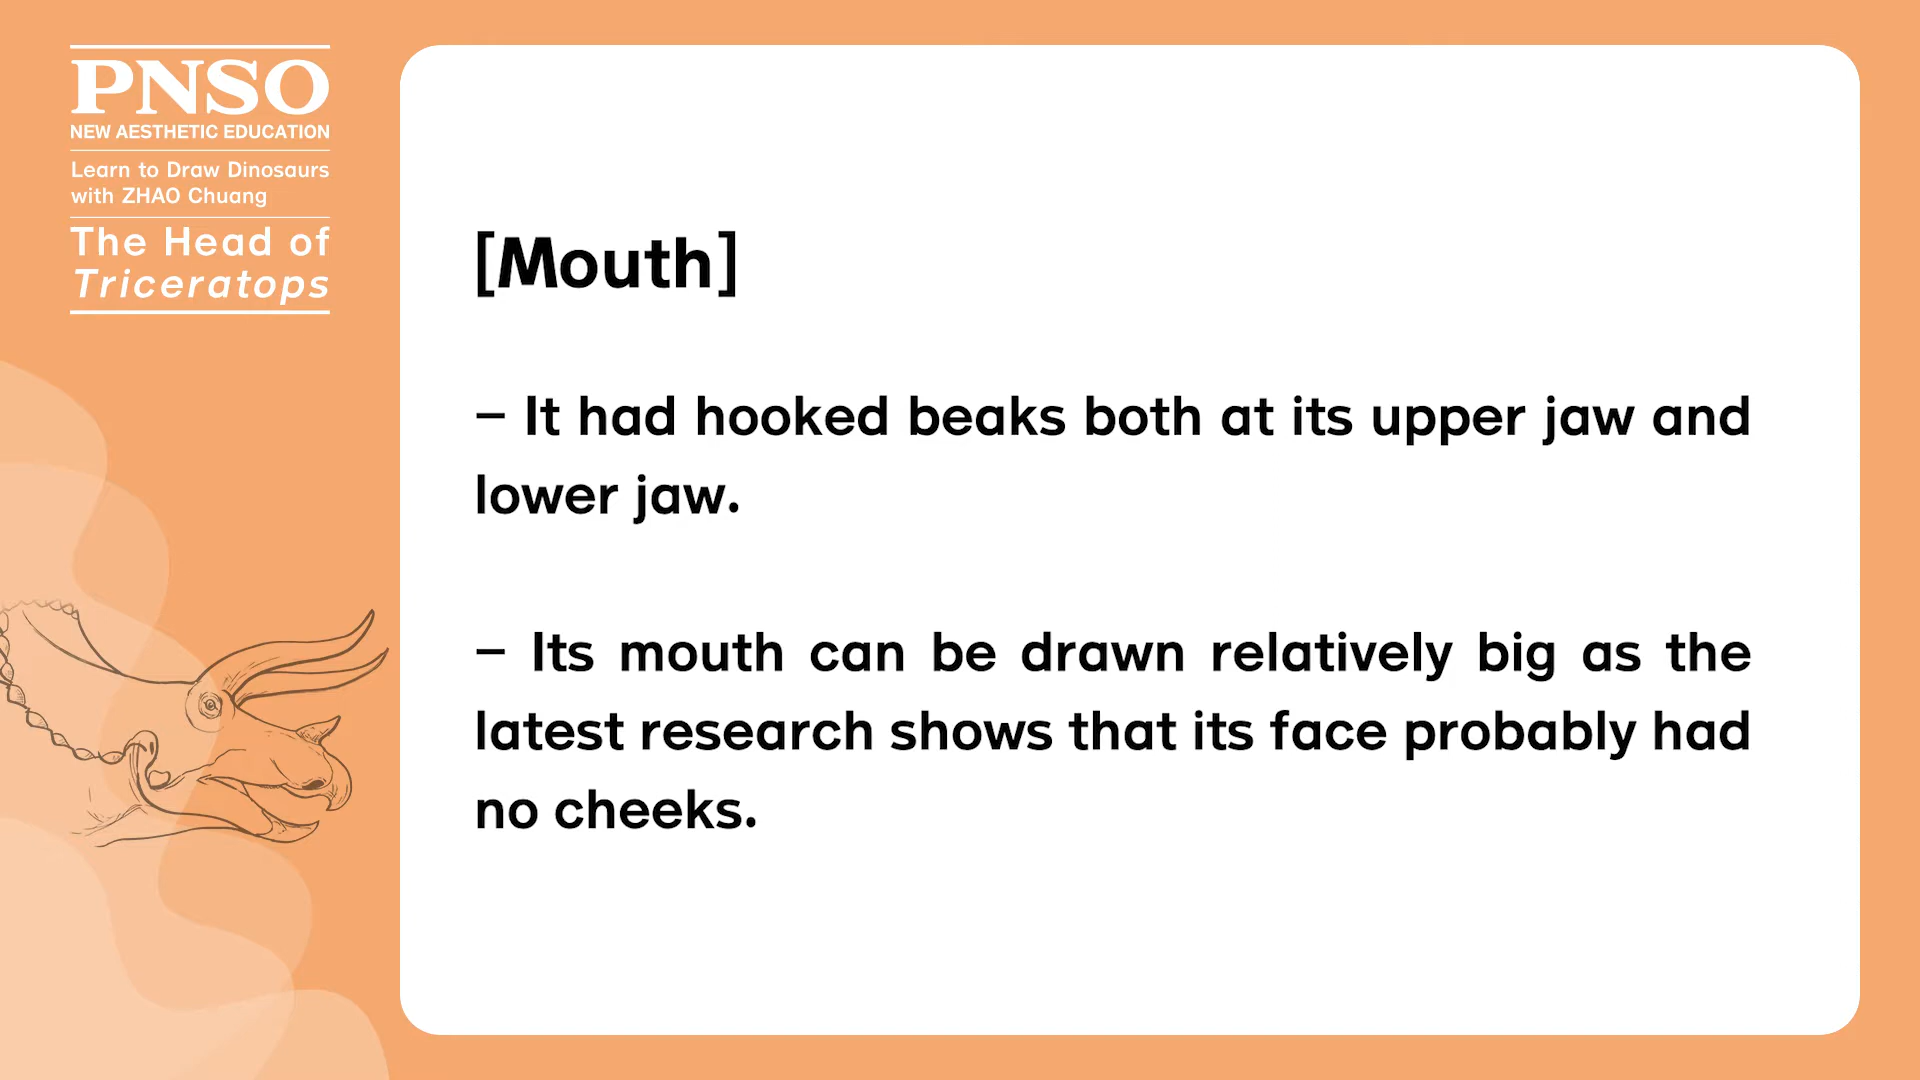 PNSO
NEW AESTHETIC EDUCATION
Learn to Draw Dinosaurs
with ZHAO Chuang
The Head of
Triceratops
[Mouth]
– It had hooked beaks both at its upper jaw and
lower jaw.
– Its mouth can be drawn relatively big as the
latest research shows that its face probably had
no cheeks.